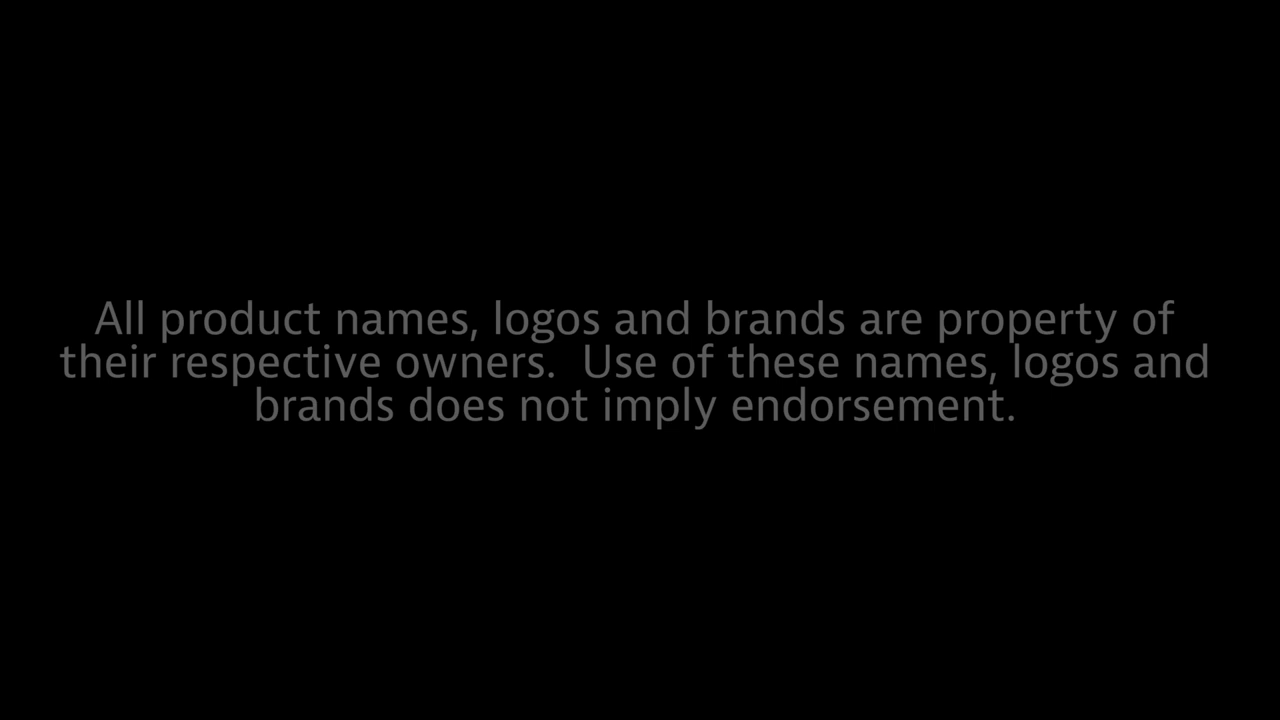 All product names, logos and brands are property of
their respective owners.  Use of these names, logos and
brands does not imply endorsement.